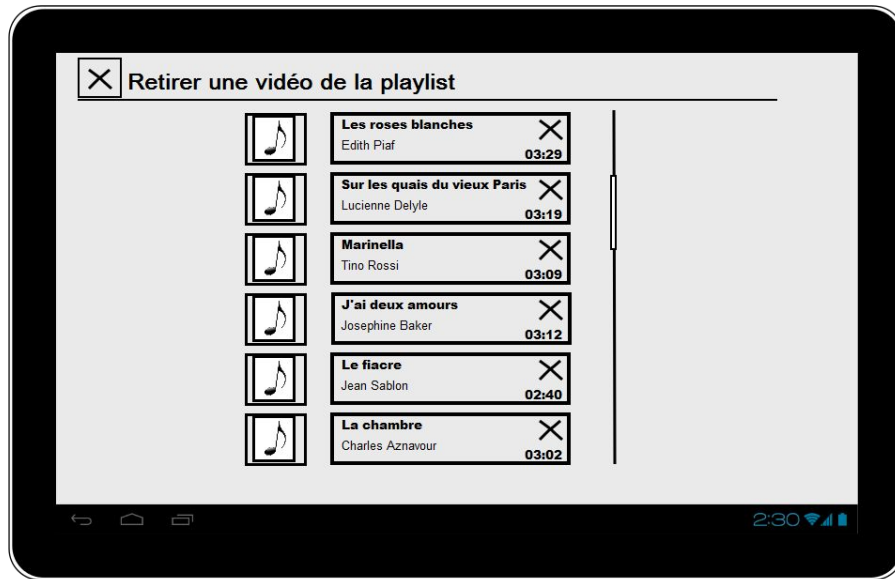 Retirer une vidéo de la playlist
Les roses blanches
Edith Piaf
03:29
Sur les quais du vieux Paris
Lucienne Delyle
03:19
Marinella
Tino Rossi
03:09
J'ai deux amours
Josephine Baker
03:12
Le fiacre
Jean Sablon
02:40
La chambre
Charles Aznavour
03:02
2:30